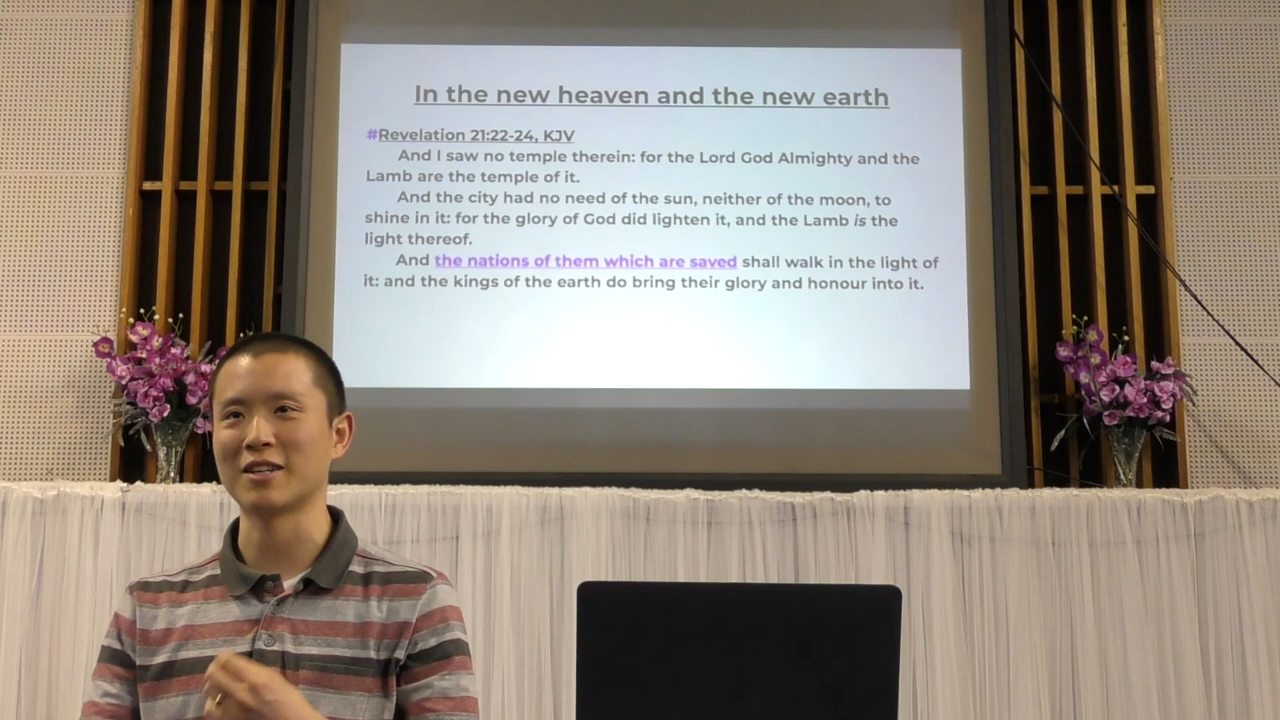 In the new heaven and the new earth
#Revelation 21:22-24, KJV
And I saw no temple therein: for the Lord God Almighty and the
Lamb are the temple of it.
And the city had no need of the sun, neither of the moon, to
shine in it: for the glory of God did lighten it, and the Lamb is the
light thereof.
And the nations of them which are saved shall walk in the light of
it: and the kings of the earth do bring their glory and honour into it.